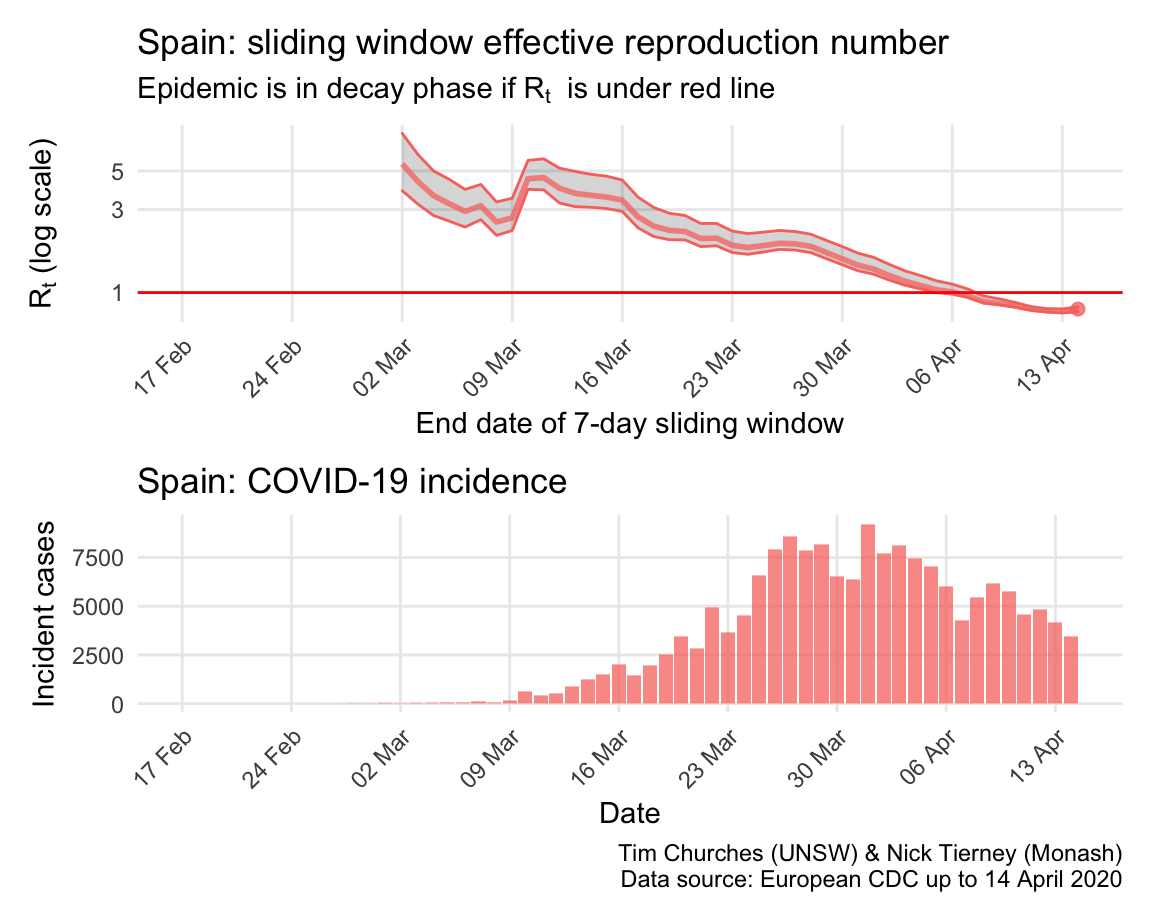 Spain: sliding window effective reproduction number
Epidemic is in decay phase if Rt is under red line
Rt (log scale)
5
3
1
17 Feb
24 Feb
02 Mar
09 Mar
16 Mar
23 Mar
30 Mar
06 Apr
13 Apr
End date of 7-day sliding window
Spain: COVID-19 incidence
Incident cases
7500
5000
2500
0
17 Feb
24 Feb
02 Mar
09 Mar
16 Mar
23 Mar
30 Mar
06 Apr
13 Apr
Date
Tim Churches (UNSW) & Nick Tierney (Monash)
Data source: European CDC up to 14 April 2020